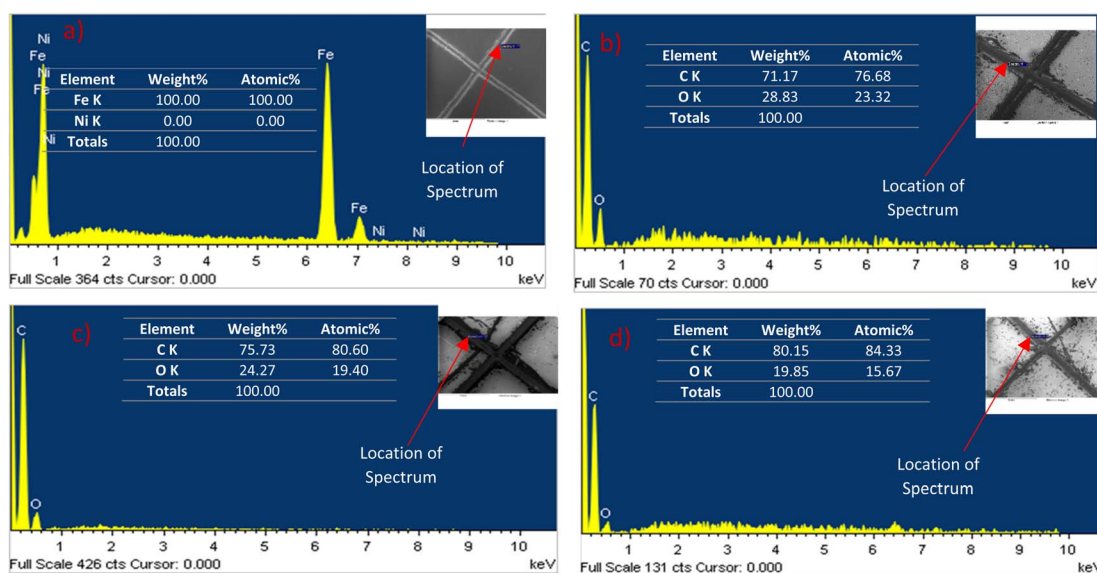 a)
Ni
Fe
Ni
Fe
Ni
Element Weight% Atomic%
Fe K 100.00 100.00
Ni K 0.00 0.00
Totals 100.00
Fe
Fe
Ni Ni
Location of
Spectrum
1 2 3 4 5 6 7 8 9 10
Full Scale 364 cts Cursor: 0.000 keV
b)
C
O
Element Weight% Atomic%
C K 71.17 76.68
O K 28.83 23.32
Totals 100.00
Location of
Spectrum
1 2 3 4 5 6 7 8 9 10
Full Scale 70 cts Cursor: 0.000 keV
c)
C
O
Element Weight% Atomic%
C K 75.73 80.60
O K 24.27 19.40
Totals 100.00
Location of
Spectrum
1 2 3 4 5 6 7 8 9 10
Full Scale 426 cts Cursor: 0.000 keV
d)
C
O
Element Weight% Atomic%
C K 80.15 84.33
O K 19.85 15.67
Totals 100.00
Location of
Spectrum
1 2 3 4 5 6 7 8 9 10
Full Scale 131 cts Cursor: 0.000 keV